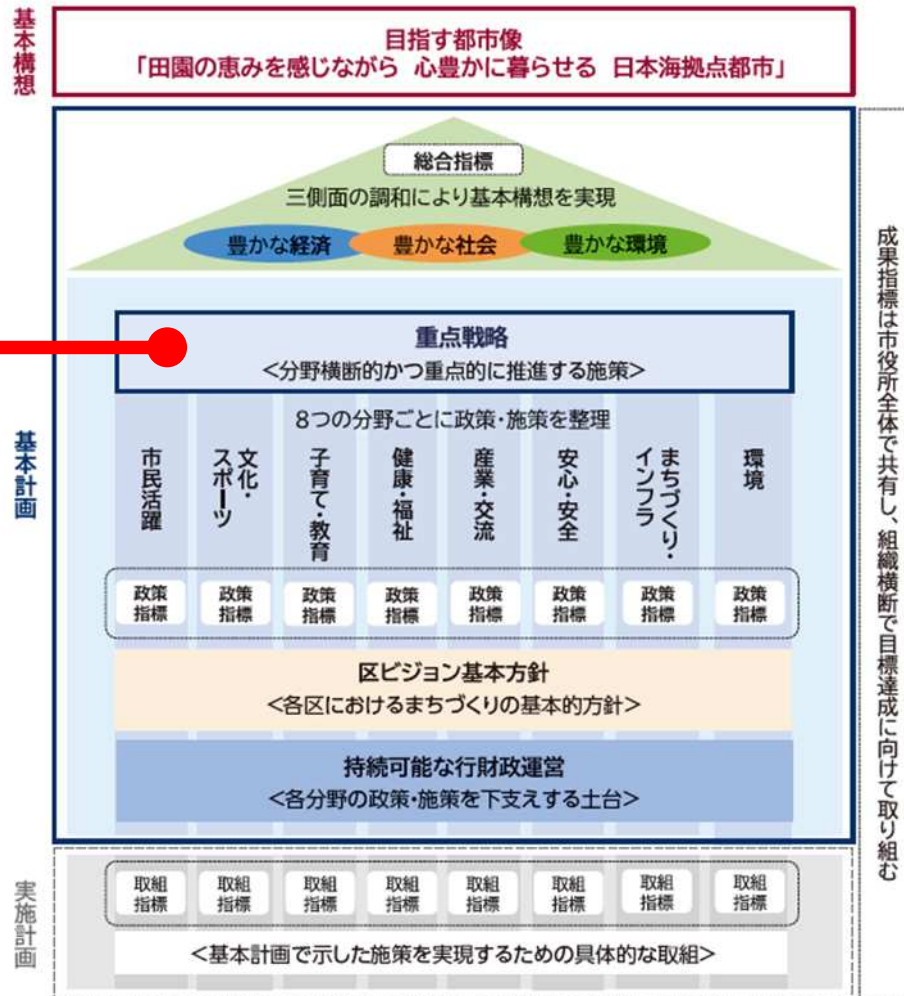 基本構想
目指す都市像
「田園の恵みを感じながら 心豊かに暮らせる 日本海拠点都市」
基本計画
総合指標
三側面の調和により基本構想を実現
豊かな経済
豊かな社会
豊かな環境
重点戦略
<分野横断的かつ重点的に推進する施策>
8つの分野ごとに政策・施策を整理
市民活躍
文化・
スポーツ
子育て・教育
健康・福祉
産業・交流
安心・安全
まちづくり・
インフラ
環境
政策
指標
政策
指標
政策
指標
政策
指標
政策
指標
政策
指標
政策
指標
政策
指標
区ビジョン基本方針
<各区におけるまちづくりの基本的方針>
持続可能な行財政運営
<各分野の政策・施策を下支えする土台>
実施計画
取組
指標
取組
指標
取組
指標
取組
指標
取組
指標
取組
指標
取組
指標
取組
指標
<基本計画で示した施策を実現するための具体的な取組>
成果指標は市役所全体で共有し、組織横断で目標達成に向けて取り組む